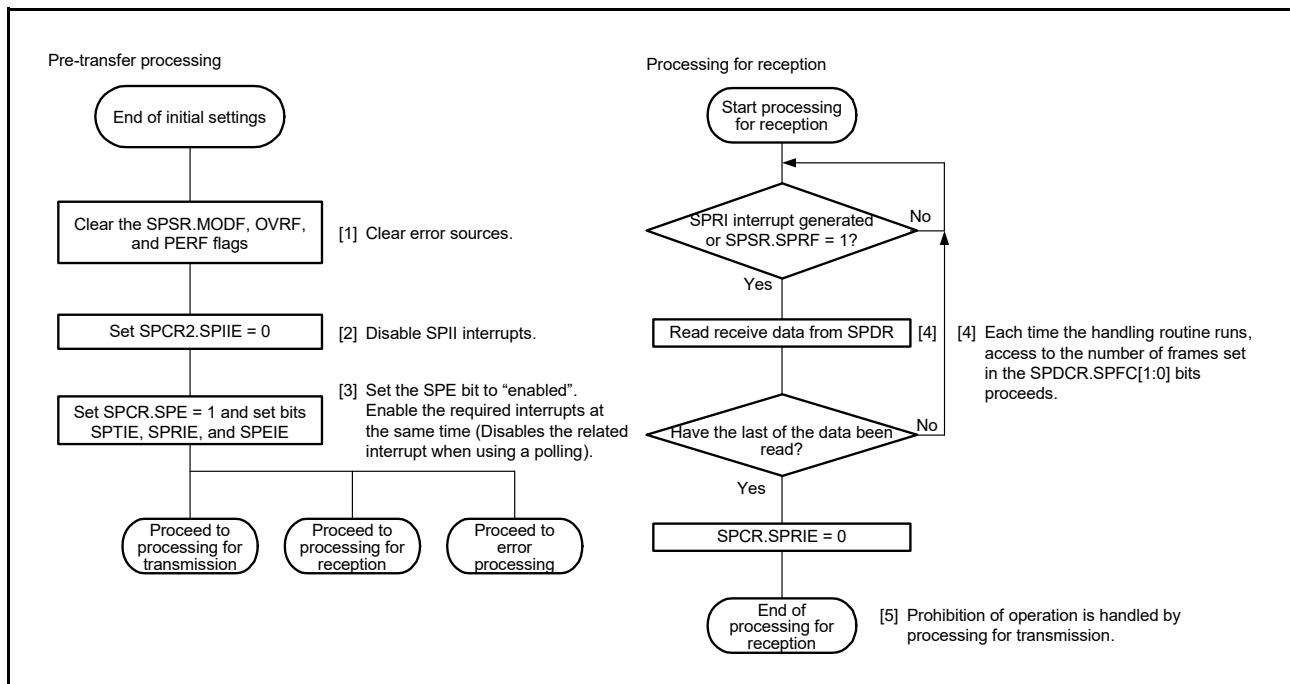 Pre-transfer processing
End of initial settings
Clear the SPSR.MODF, OVRF,
and PERF flags
[1] Clear error sources.
Set SPCR2.SPIIE = 0
[2] Disable SPII interrupts.
Set SPCR.SPE = 1 and set bits
SPTIE, SPRIE, and SPEIE
[3] Set the SPE bit to “enabled”.
Enable the required interrupts at
the same time (Disables the related
interrupt when using a polling).
Proceed to
processing for
transmission
Proceed to
processing for
reception
Proceed to
error
processing
Processing for reception
Start processing
for reception
SPRI interrupt generated
or SPSR.SPRF = 1?
No
Yes
Read receive data from SPDR
[4]
[4] Each time the handling routine runs,
access to the number of frames set
in the SPDCR.SPFC[1:0] bits
proceeds.
Have the last of the data been
read?
No
Yes
SPCR.SPRIE = 0
End of
processing for
reception
[5] Prohibition of operation is handled by
processing for transmission.